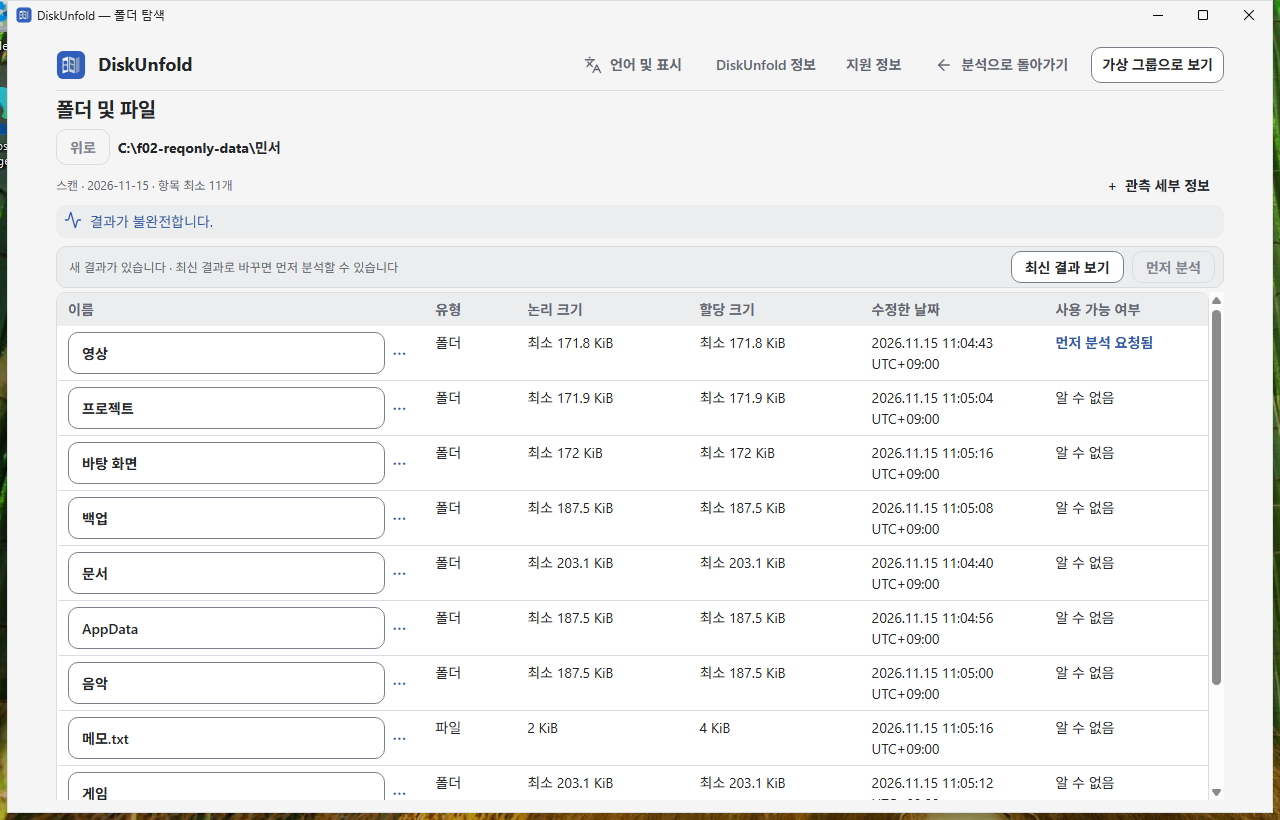 DiskUnfold — 폴더 탐색
DiskUnfold
언어 및 표시
DiskUnfold 정보
지원 정보
← 분석으로 돌아가기
가상 그룹으로 보기
폴더 및 파일
위로 C:\f02-reqonly-data\민서
스캔 · 2026-11-15 · 항목 최소 11개
+ 관측 세부 정보
결과가 불완전합니다.
새 결과가 있습니다 · 최신 결과로 바꾸면 먼저 분석할 수 있습니다
최신 결과 보기
먼저 분석
이름 유형 논리 크기 할당 크기 수정한 날짜 사용 가능 여부
영상 ... 폴더 최소 171.8 KiB 최소 171.8 KiB 2026.11.15 11:04:43 먼저 분석 요청됨
UTC+09:00
프로젝트 ... 폴더 최소 171.9 KiB 최소 171.9 KiB 2026.11.15 11:05:04 알 수 없음
UTC+09:00
바탕 화면 ... 폴더 최소 172 KiB 최소 172 KiB 2026.11.15 11:05:16 알 수 없음
UTC+09:00
백업 ... 폴더 최소 187.5 KiB 최소 187.5 KiB 2026.11.15 11:05:08 알 수 없음
UTC+09:00
문서 ... 폴더 최소 203.1 KiB 최소 203.1 KiB 2026.11.15 11:04:40 알 수 없음
UTC+09:00
AppData ... 폴더 최소 187.5 KiB 최소 187.5 KiB 2026.11.15 11:04:56 알 수 없음
UTC+09:00
음악 ... 폴더 최소 187.5 KiB 최소 187.5 KiB 2026.11.15 11:05:00 알 수 없음
UTC+09:00
메모.txt ... 파일 2 KiB 4 KiB 2026.11.15 11:05:16 알 수 없음
UTC+09:00
게임 ... 폴더 최소 203.1 KiB 최소 203.1 KiB 2026.11.15 11:05:12 알 수 없음